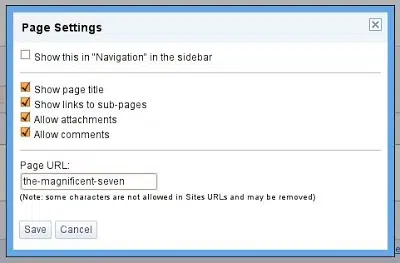 Page Settings
Show this in "Navigation" in the sidebar
Show page title
Show links to sub-pages
Allow attachments
Allow comments
Page URL:
the-magnificent-seven
(Note: some characters are not allowed in Sites URLs and may be removed)
Save Cancel